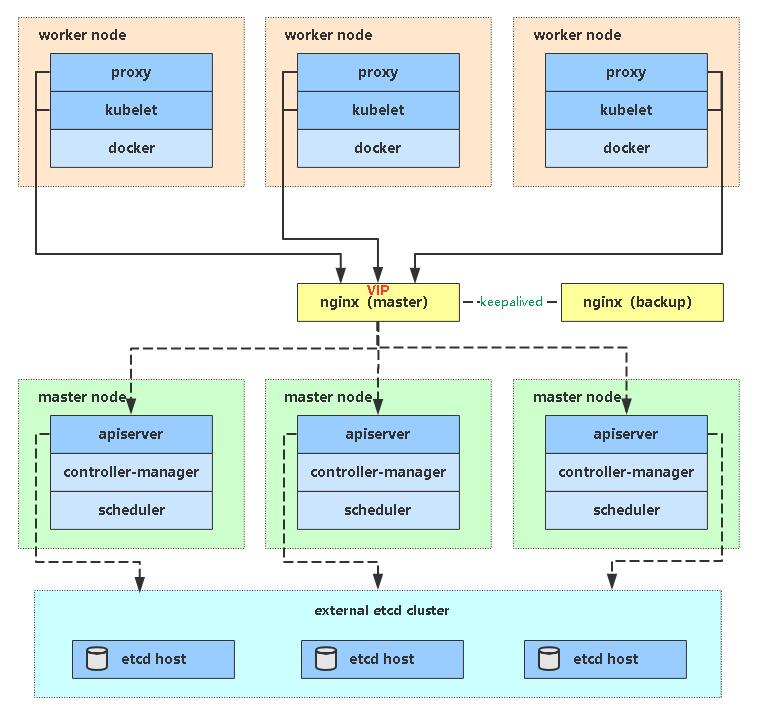 worker node
worker node
worker node
proxy
proxy
proxy
kubelet
kubelet
kubelet
docker
docker
docker
VIP
nginx (master)
keepalived
nginx (backup)
master node
master node
master node
apiserver
apiserver
apiserver
controller-manager
controller-manager
controller-manager
scheduler
scheduler
scheduler
external etcd cluster
etcd host
etcd host
etcd host